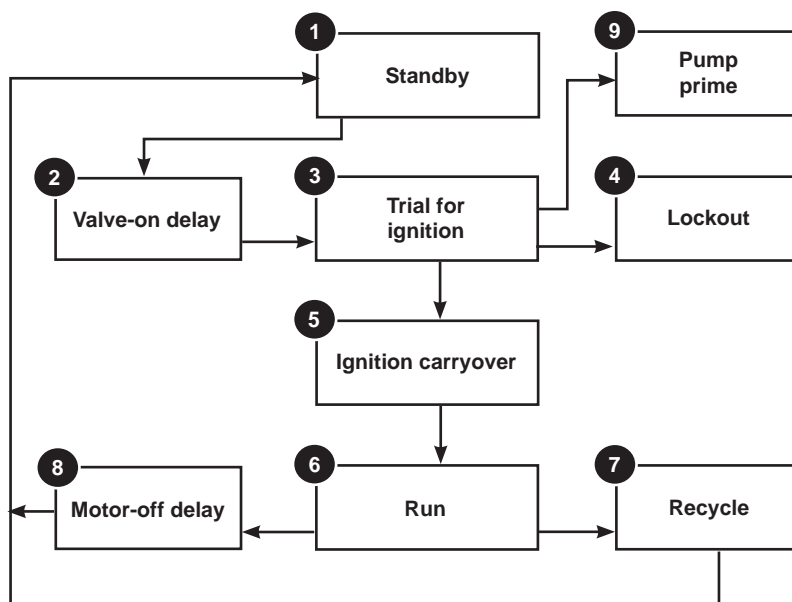 1
Standby
9
Pump
prime
2
Valve-on delay
3
Trial for
ignition
4
Lockout
5
Ignition carryover
8
Motor-off delay
6
Run
7
Recycle